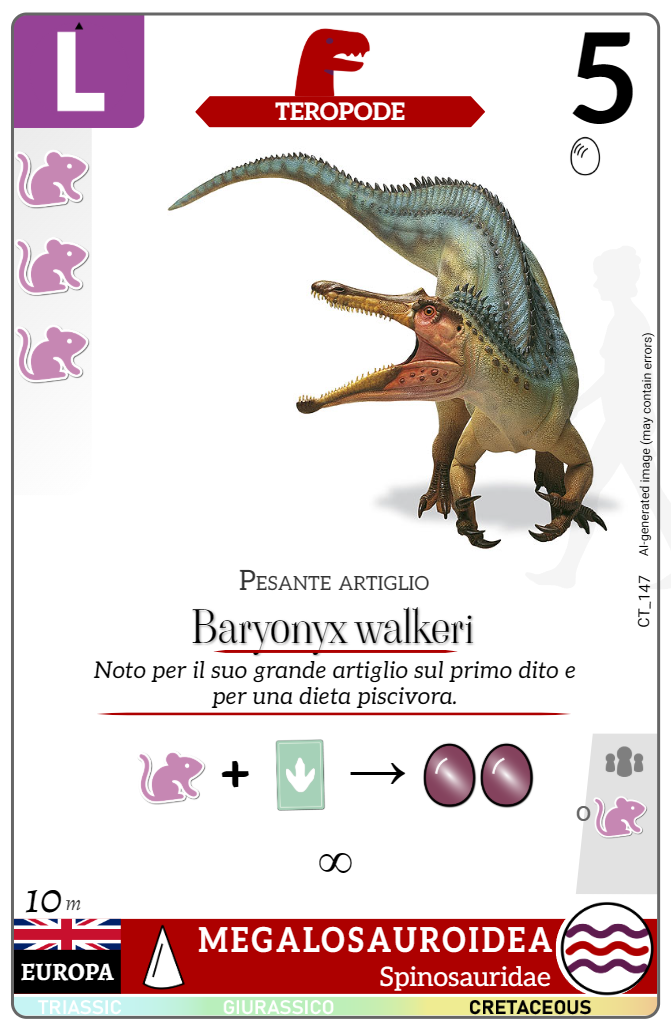 L
TEROPODE
5
AI-generated image (may contain errors)
CT_147
Pesante artiglio
Baryonyx walkeri
Noto per il suo grande artiglio sul primo dito e
per una dieta piscivora.
+ →
o
∞
10 m
MEGALOSAUROIDEA
EUROPA
Spinosauridae
TRIASSIC GIURASSICO CRETACEOUS